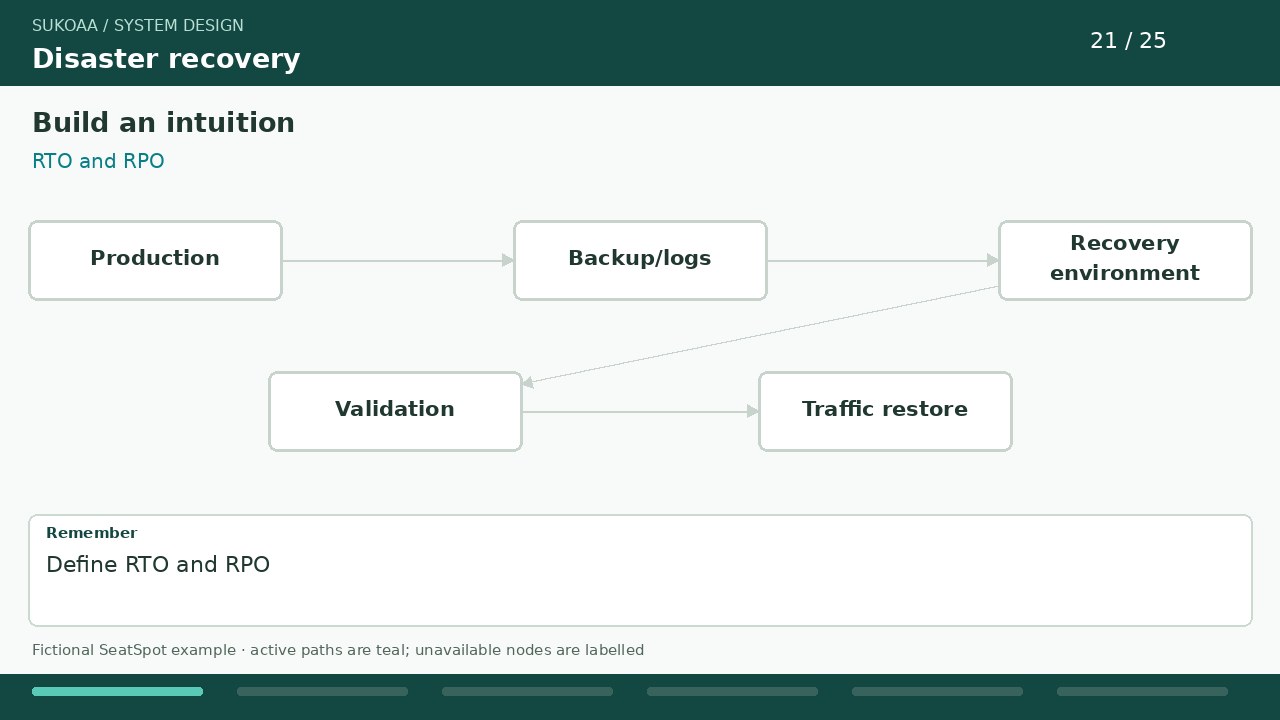 SUKOAA / SYSTEM DESIGN
Disaster recovery
21 / 25
Build an intuition
RTO and RPO
Production
Backup/logs
Recovery
environment
Validation
Traffic restore
Remember
Define RTO and RPO
Fictional SeatSpot example · active paths are teal; unavailable nodes are labelled